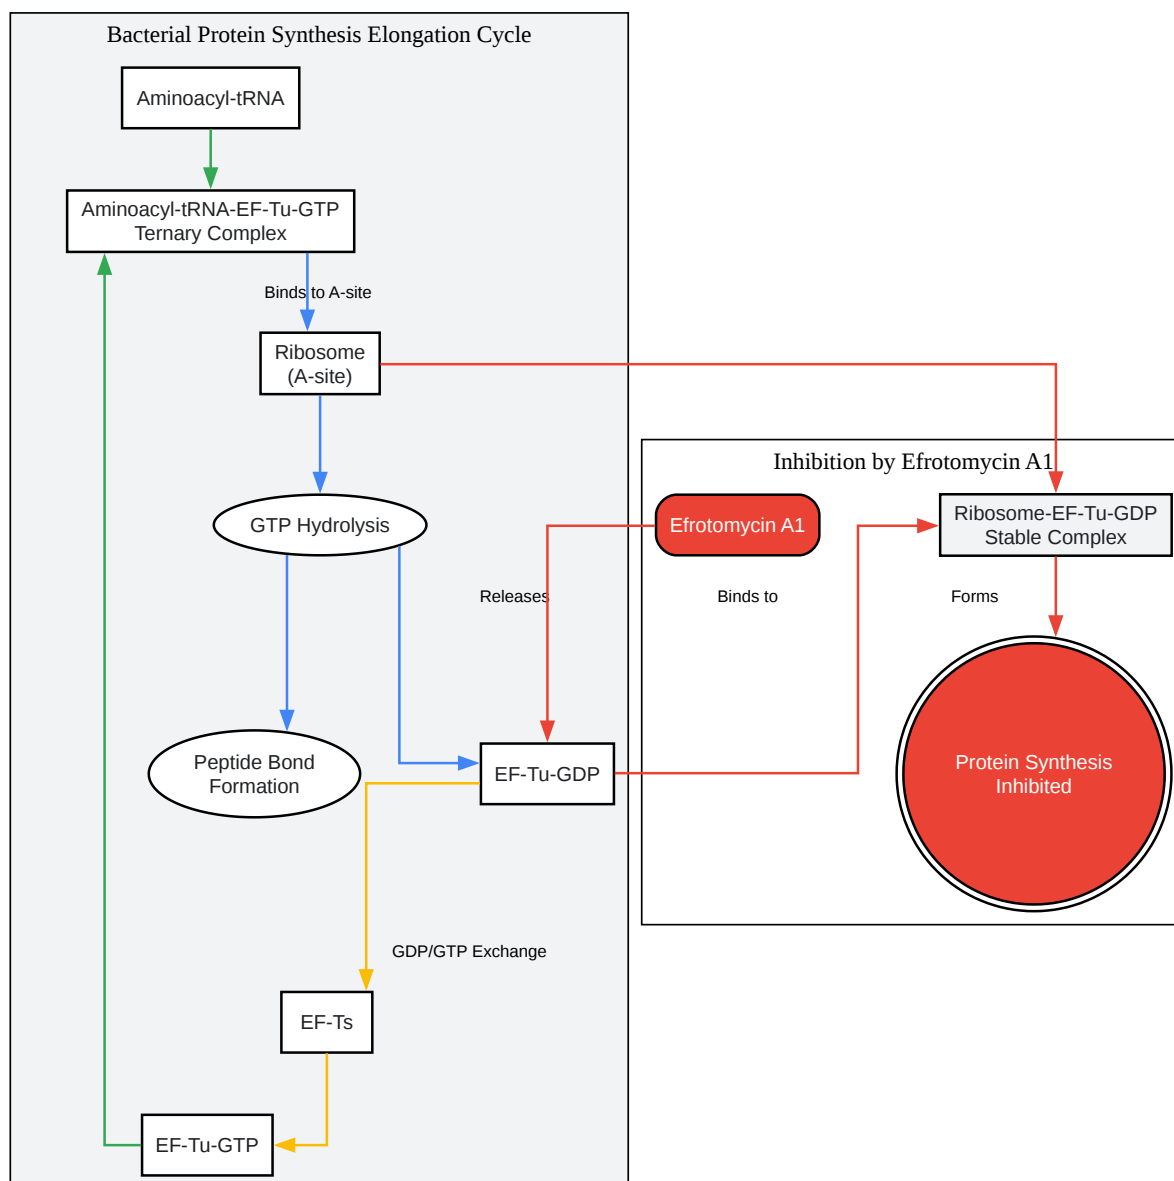 Bacterial Protein Synthesis Elongation Cycle
Aminoacyl-tRNA
Aminoacyl-tRNA-EF-Tu-GTP
Ternary Complex
Binds to A-site
Ribosome
(A-site)
Inhibition by Efrotomycin A1
GTP Hydrolysis
Efrotomycin A1
Ribosome-EF-Tu-GDP
Stable Complex
Releases
Binds to
Forms
Peptide Bond
Formation
EF-Tu-GDP
Protein Synthesis
Inhibited
GDP/GTP Exchange
EF-Ts
EF-Tu-GTP